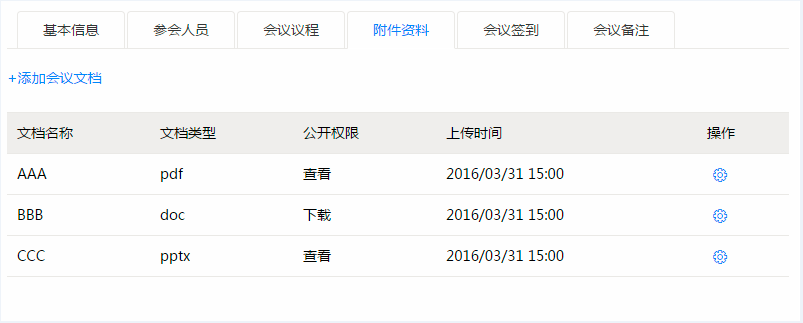 基本信息 参会人员 会议议程 附件资料 会议签到 会议备注
+添加会议文档
文档名称 文档类型 公开权限 上传时间 操作
AAA pdf 查看 2016/03/31 15:00
BBB doc 下载 2016/03/31 15:00
CCC pptx 查看 2016/03/31 15:00